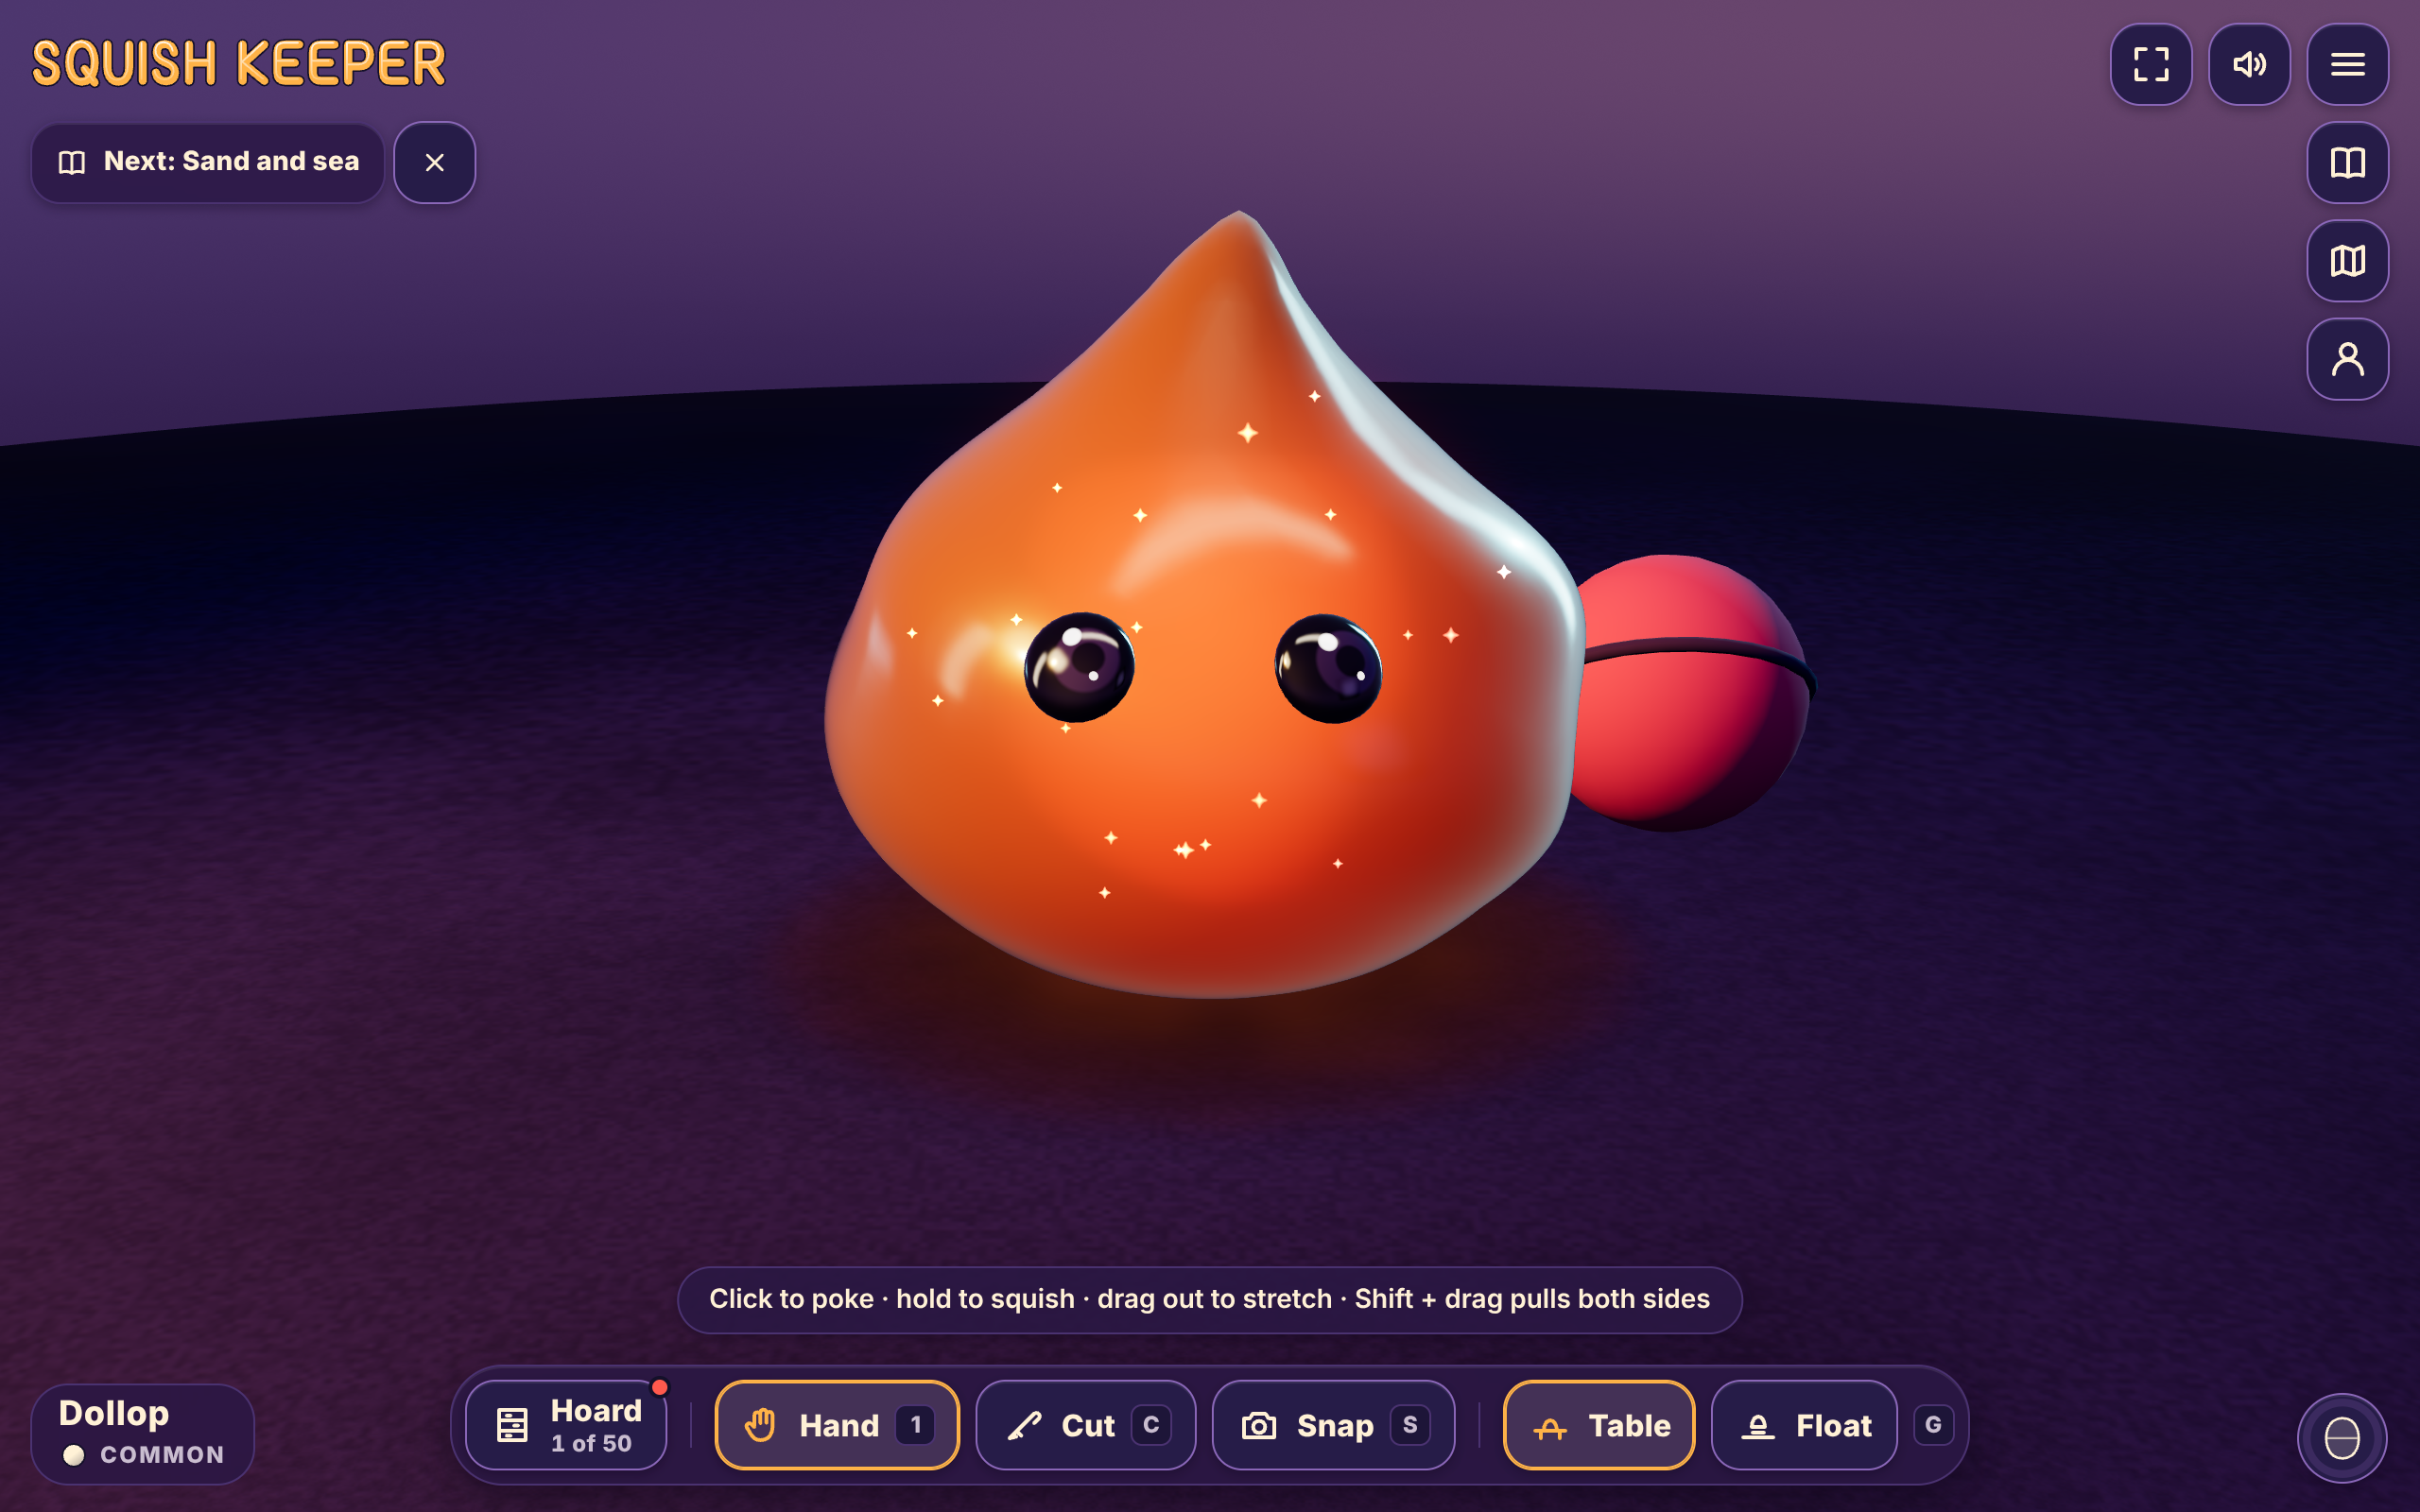 SQUISH KEEPER
Next: Sand and sea
Click to poke · hold to squish · drag out to stretch · Shift + drag pulls both sides
Dollop
COMMON
Hoard
1 of 50
Hand 1
Cut C
Snap S
Table
Float G